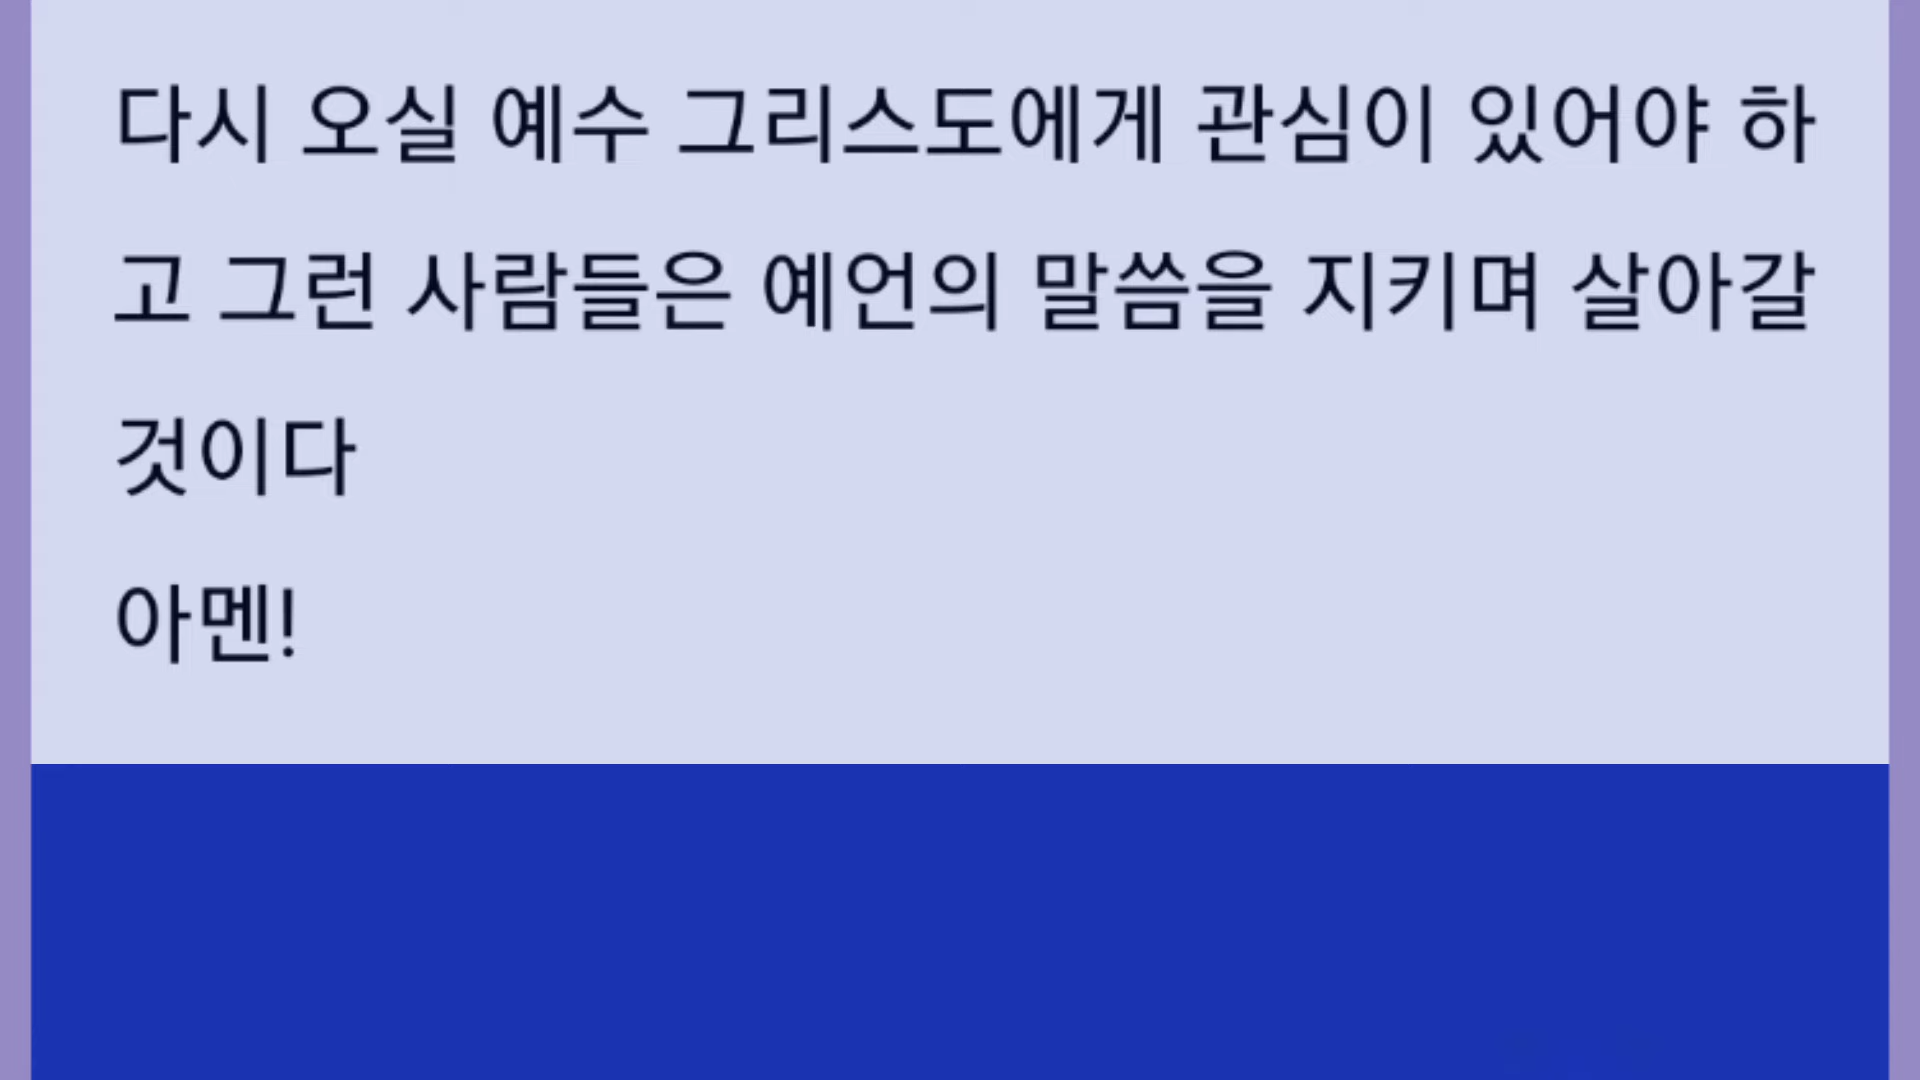 다시 오실 예수 그리스도에게 관심이 있어야 하
고 그런 사람들은 예언의 말씀을 지키며 살아갈
것이다
아멘!